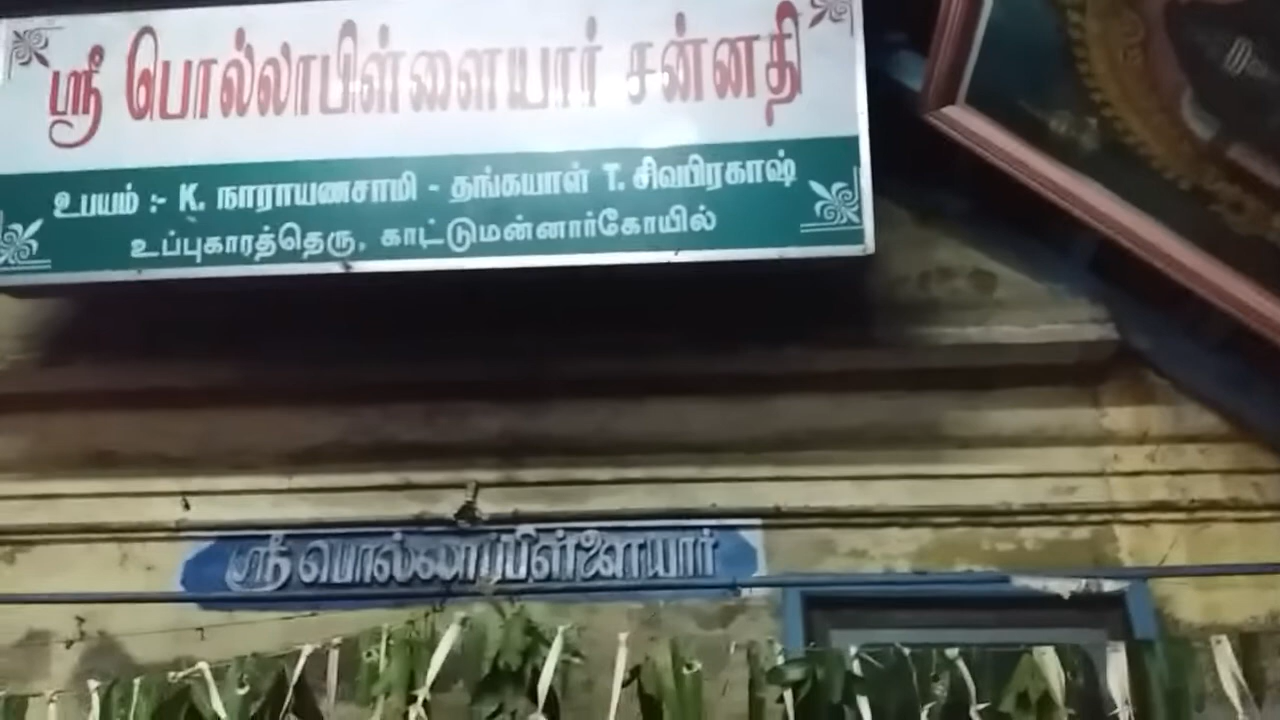 ஸ்ரீ பொல்லாபிள்ளையார் சன்னதி
உபயம் :- K. நாராயணசாமி - தங்கயாள் T. சிவபிரகாஷ்
உப்புகாரத்தெரு, காட்டுமன்னார்கோயில்
ஸ்ரீ பொல்லாப்பிள்ளையார்